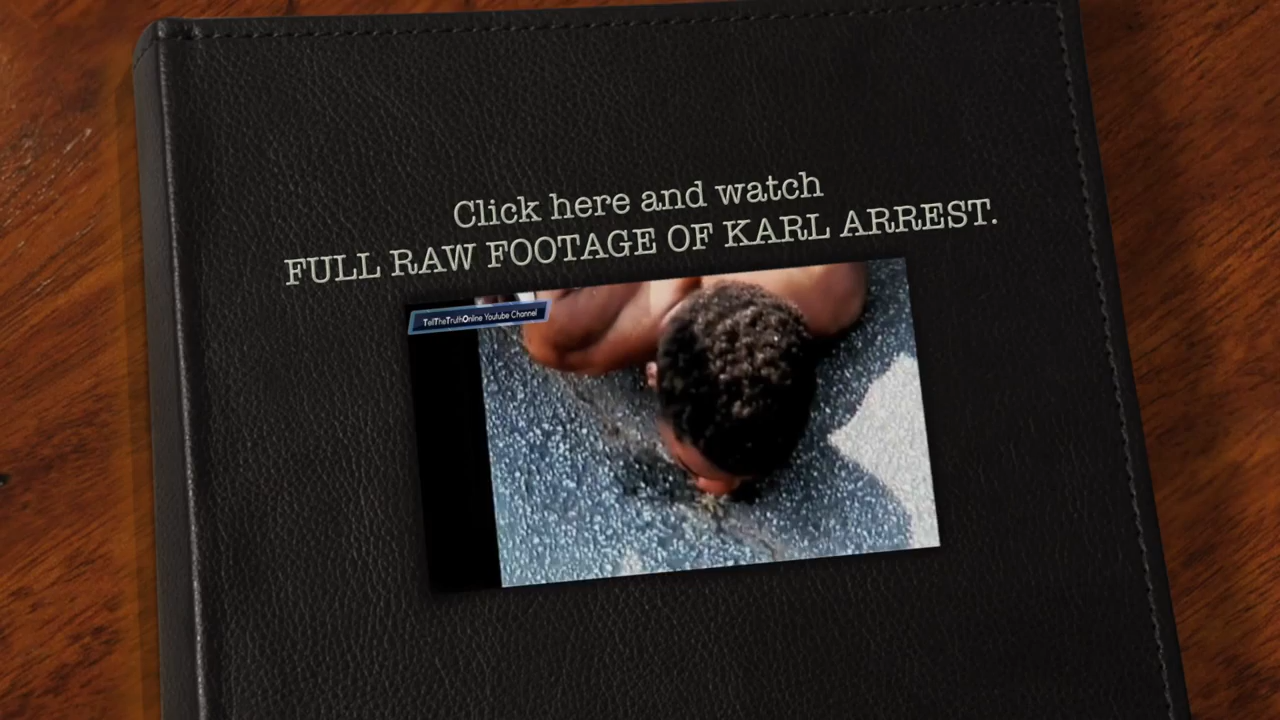 Click here and watch
FULL RAW FOOTAGE OF KARL ARREST.
TellTheTruthOnline Youtube Channel